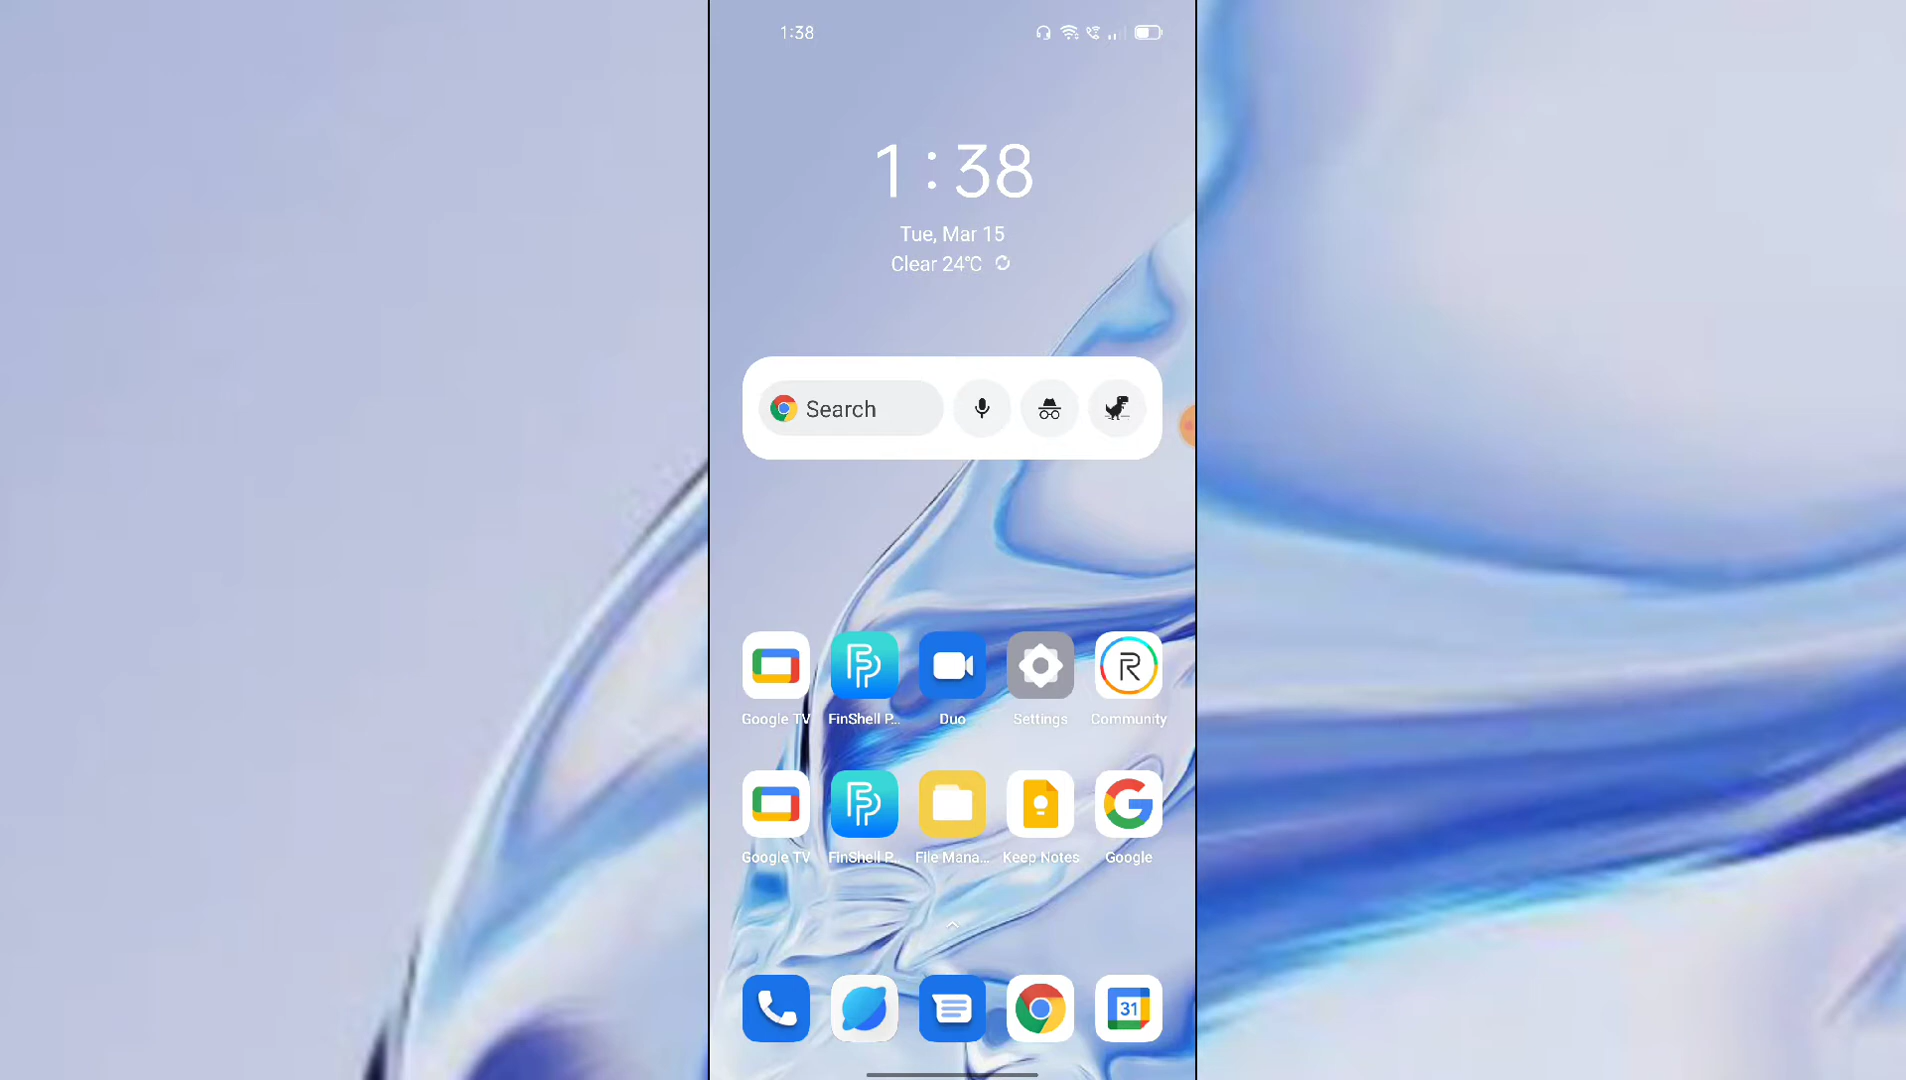 1:38
1:38
Tue, Mar 15
Clear 24°C
Search
Google TV
FinShell P...
Duo
Settings
Community
Google TV
FinShell P...
File Mana...
Keep Notes
Google
31